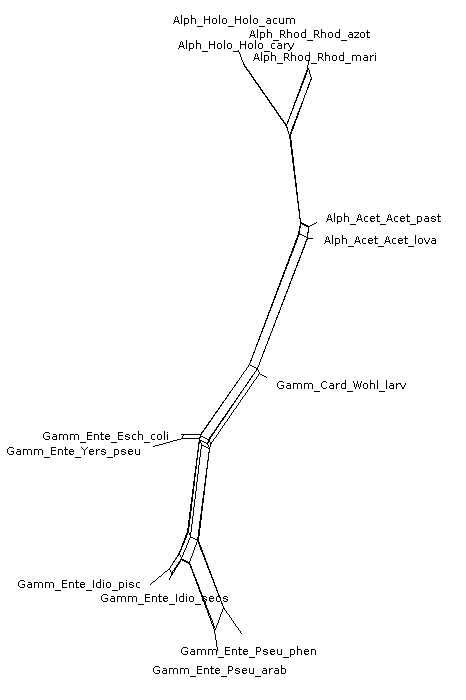 Alph_Holo_Holo_acum
Alph_Rhod_Rhod_azot
Alph_Holo_Holo_cary
Alph_Rhod_Rhod_mari
Alph_Acet_Acet_past
Alph_Acet_Acet_lova
Gamm_Card_Wohl_larv
Gamm_Ente_Esch_coli
Gamm_Ente_Yers_pseu
Gamm_Ente_Idio_pisc
Gamm_Ente_Idio_secs
Gamm_Ente_Pseu_phen
Gamm_Ente_Pseu_arab